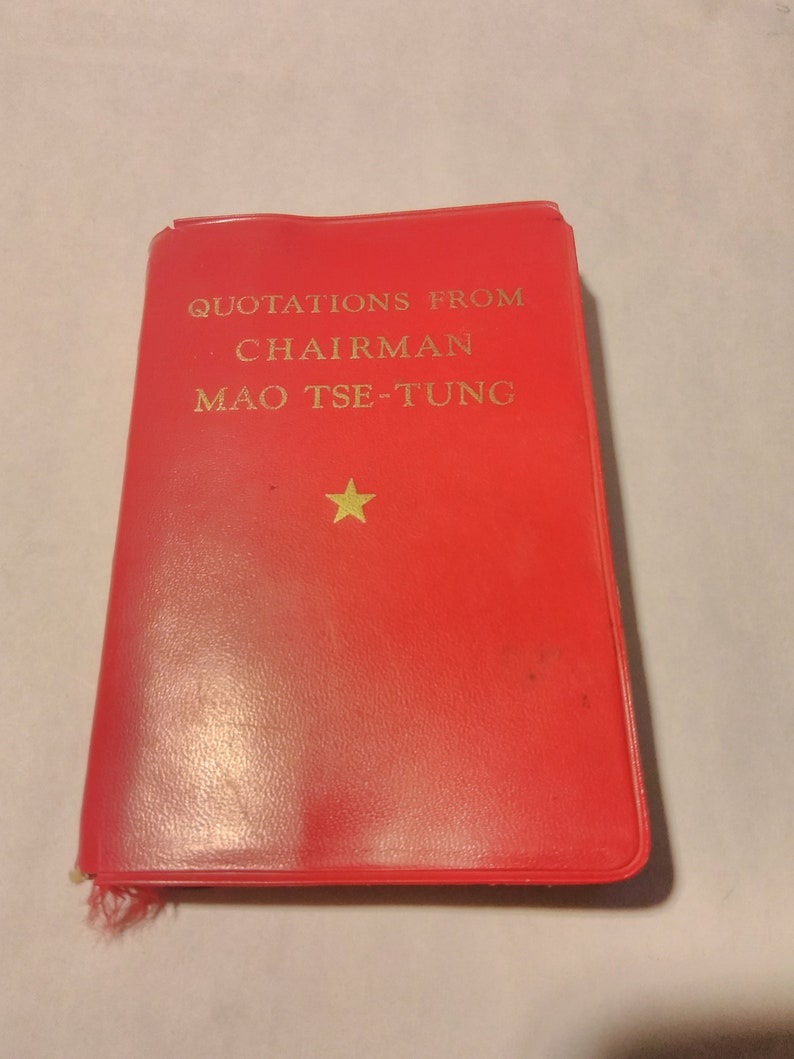 QUOTATIONS FROM
CHAIRMAN
MAO TSE-TUNG